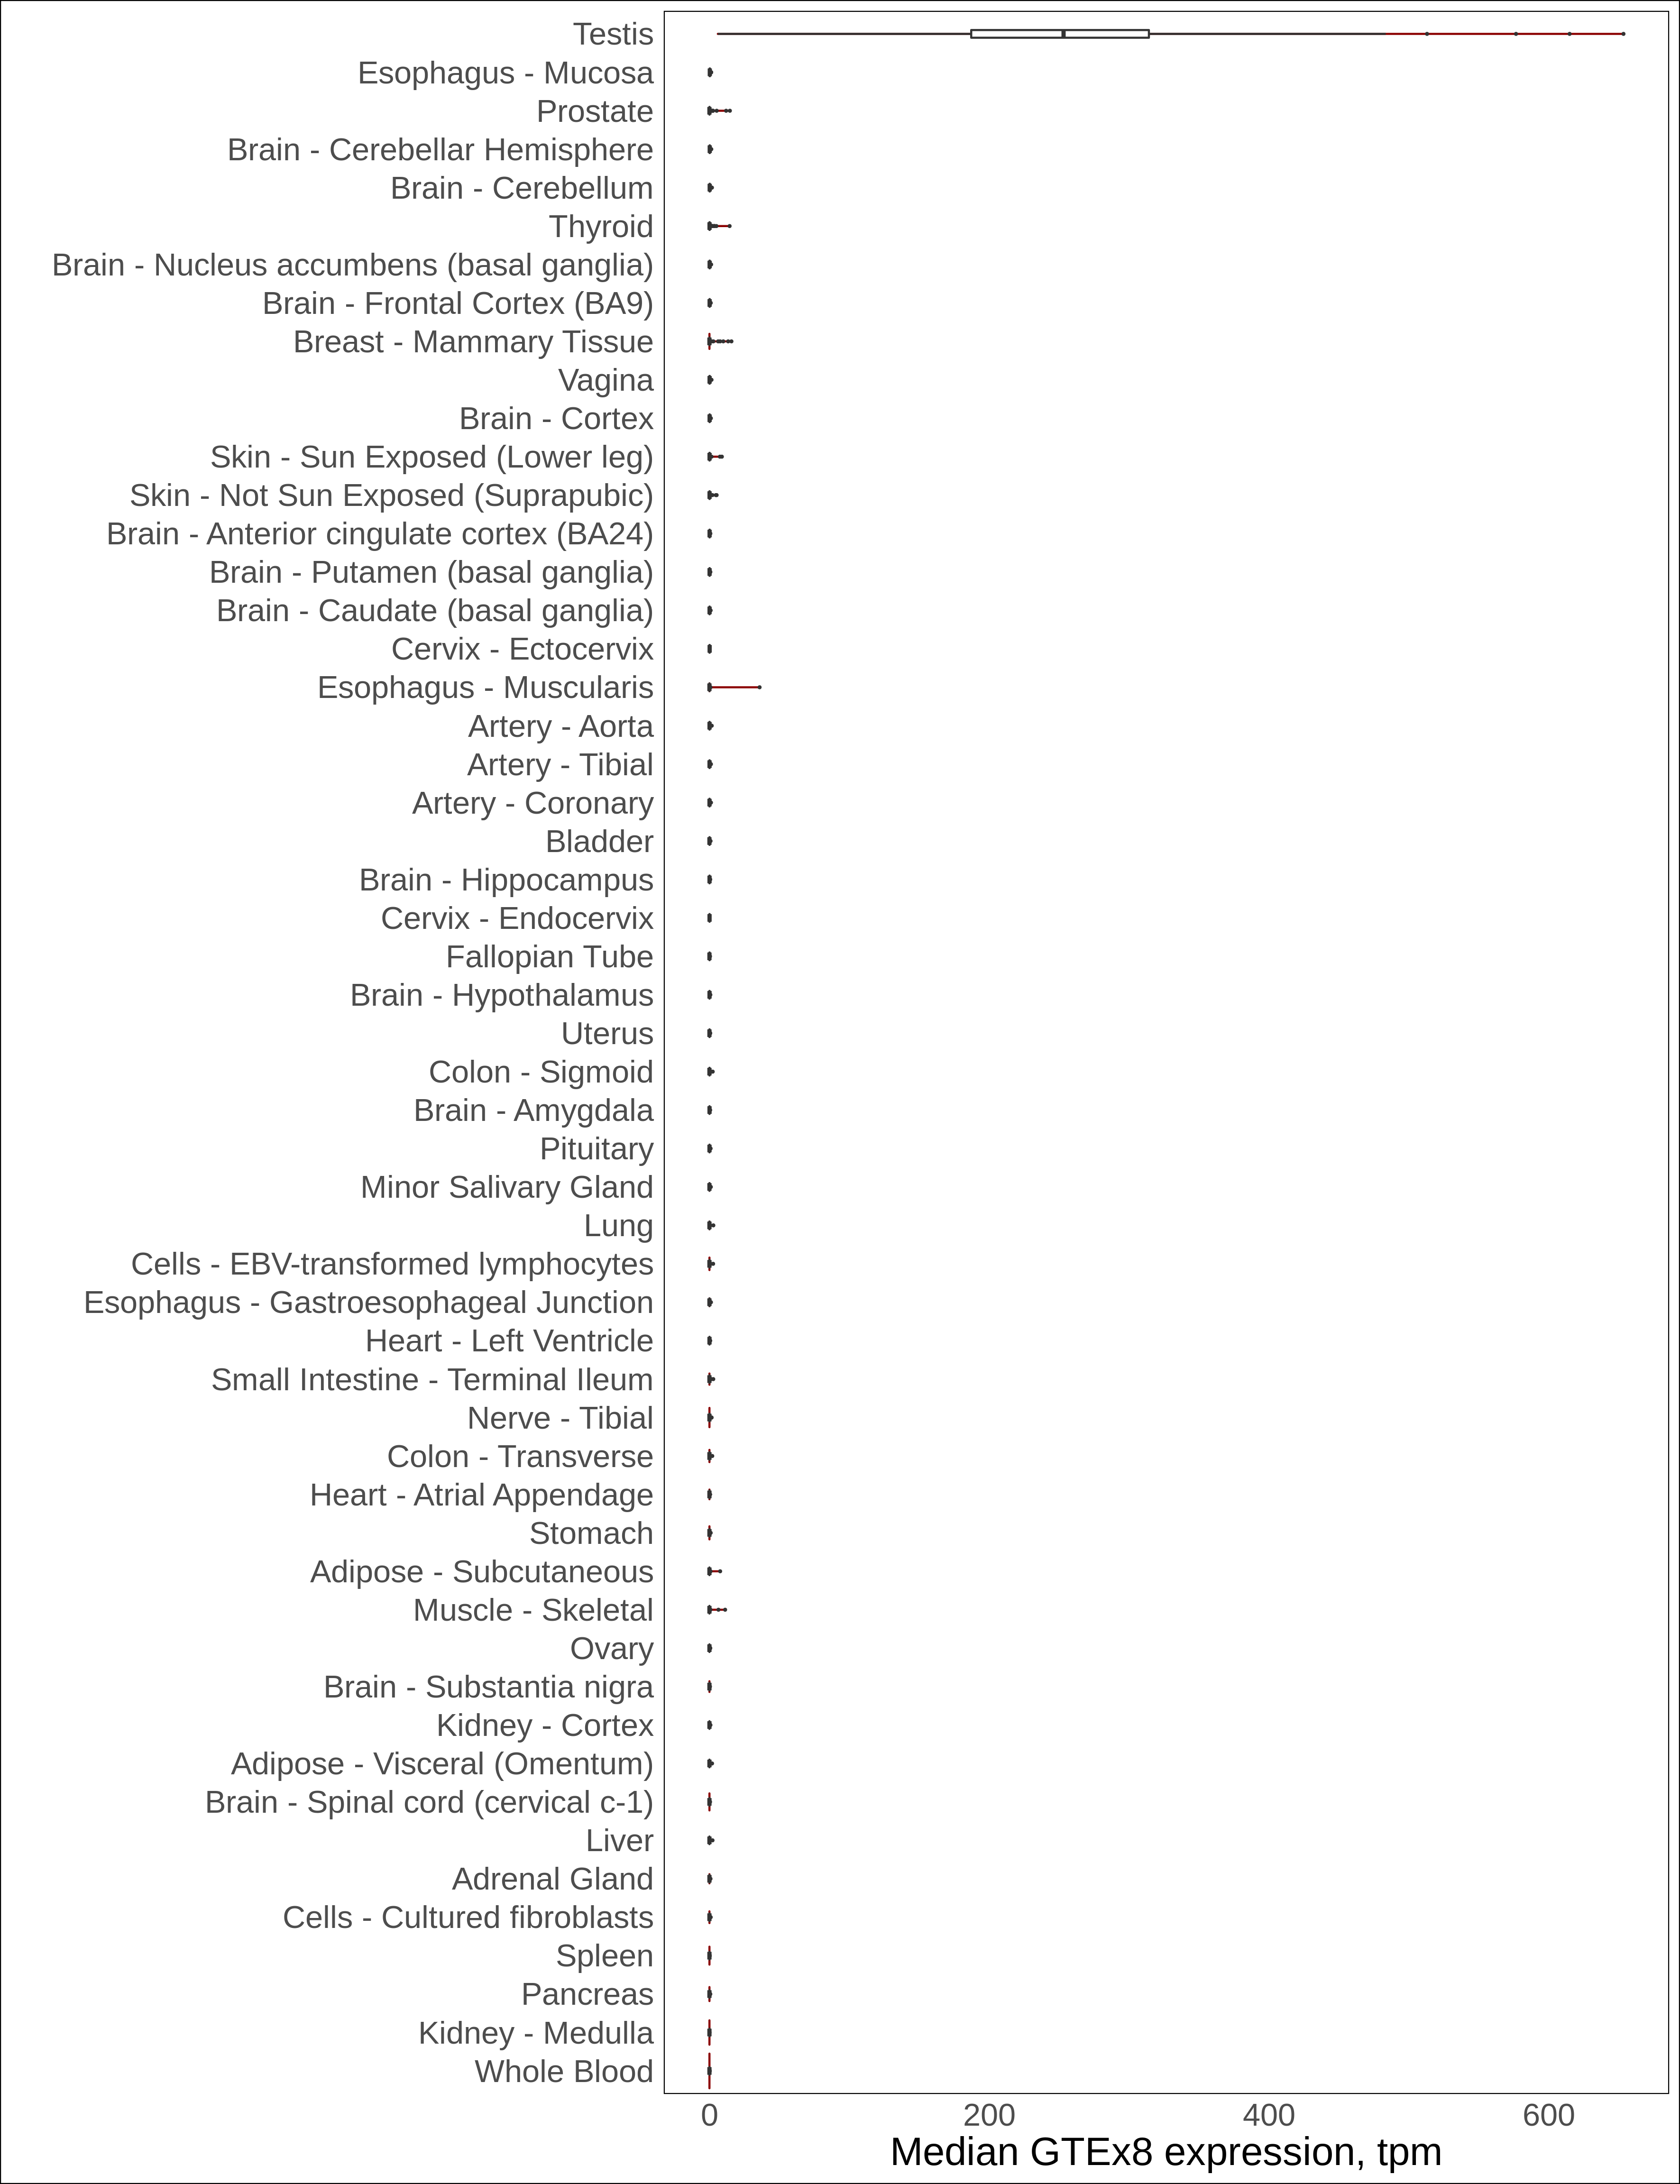 Testis
Esophagus - Mucosa
Prostate
Brain - Cerebellar Hemisphere
Brain - Cerebellum
Thyroid
Brain - Nucleus accumbens (basal ganglia)
Brain - Frontal Cortex (BA9)
Breast - Mammary Tissue
Vagina
Brain - Cortex
Skin - Sun Exposed (Lower leg)
Skin - Not Sun Exposed (Suprapubic)
Brain - Anterior cingulate cortex (BA24)
Brain - Putamen (basal ganglia)
Brain - Caudate (basal ganglia)
Cervix - Ectocervix
Esophagus - Muscularis
Artery - Aorta
Artery - Tibial
Artery - Coronary
Bladder
Brain - Hippocampus
Cervix - Endocervix
Fallopian Tube
Brain - Hypothalamus
Uterus
Colon - Sigmoid
Brain - Amygdala
Pituitary
Minor Salivary Gland
Lung
Cells - EBV-transformed lymphocytes
Esophagus - Gastroesophageal Junction
Heart - Left Ventricle
Small Intestine - Terminal Ileum
Nerve - Tibial
Colon - Transverse
Heart - Atrial Appendage
Stomach
Adipose - Subcutaneous
Muscle - Skeletal
Ovary
Brain - Substantia nigra
Kidney - Cortex
Adipose - Visceral (Omentum)
Brain - Spinal cord (cervical c-1)
Liver
Adrenal Gland
Cells - Cultured fibroblasts
Spleen
Pancreas
Kidney - Medulla
Whole Blood
0 200 400 600
Median GTEx8 expression, tpm